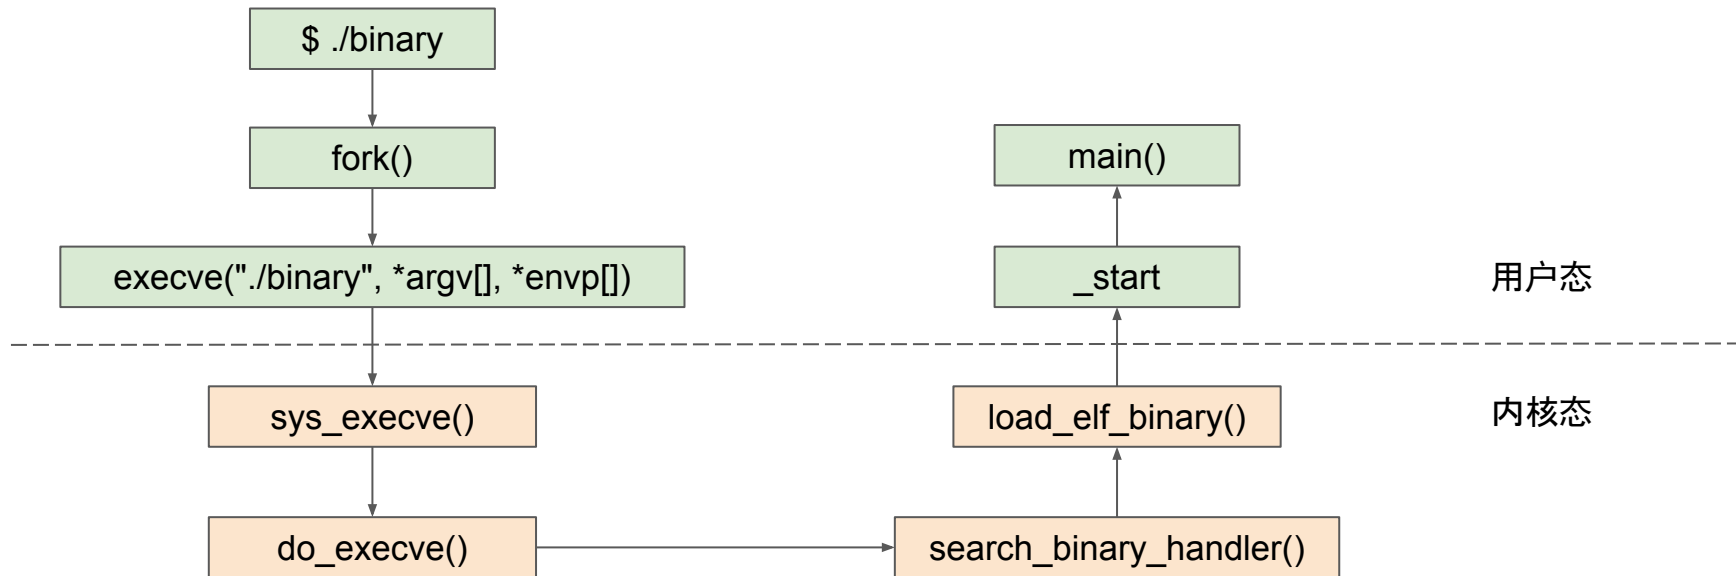 $ ./binary
fork()
execve("./binary", *argv[], *envp[])
sys_execve()
do_execve()
search_binary_handler()
load_elf_binary()
_start
main()
用户态
内核态